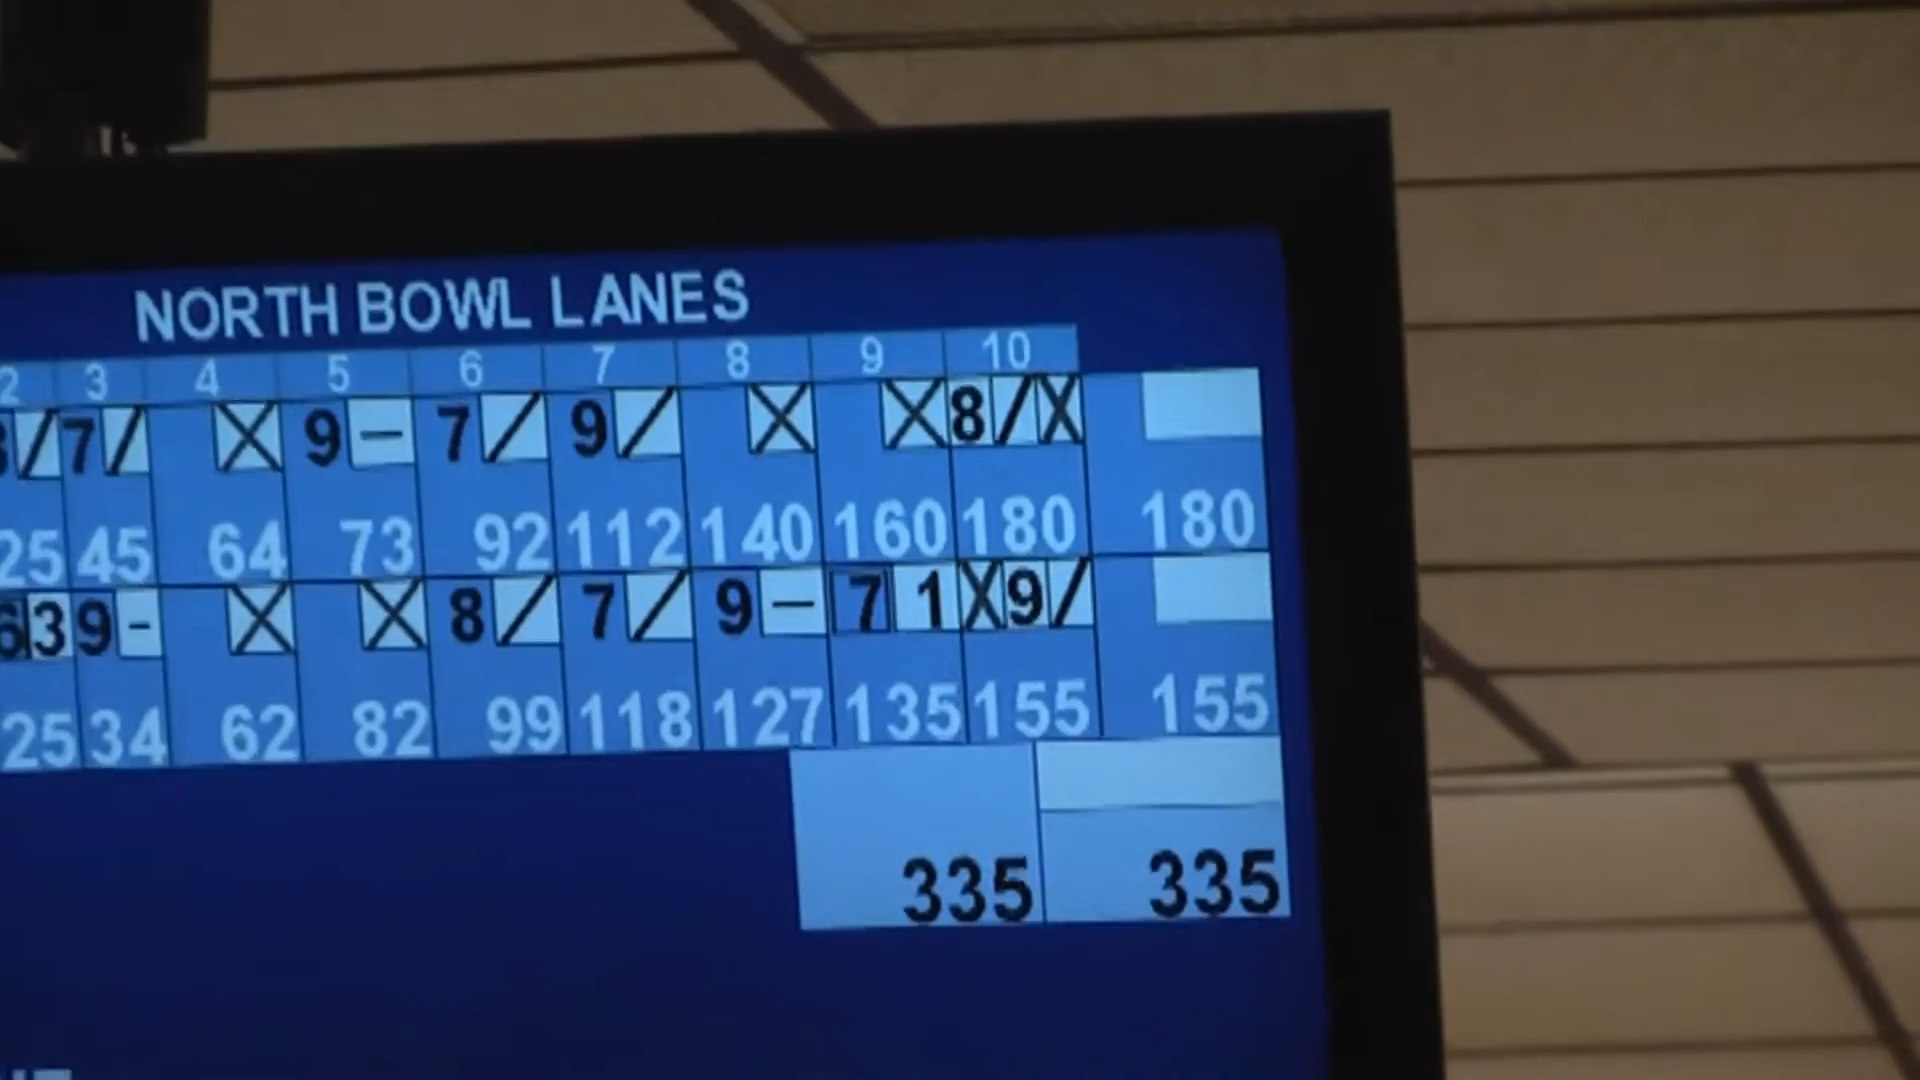 NORTH BOWL LANES
2 3 4 5 6 7 8 9 10
/ 7 / X 9 - 7 / 9 / X X 8 / X
25 45 64 73 92 112 140 160 180 180
6 3 9 - X X 8 / 7 / 9 - 7 1 X 9 /
25 34 62 82 99 118 127 135 155 155
335 335